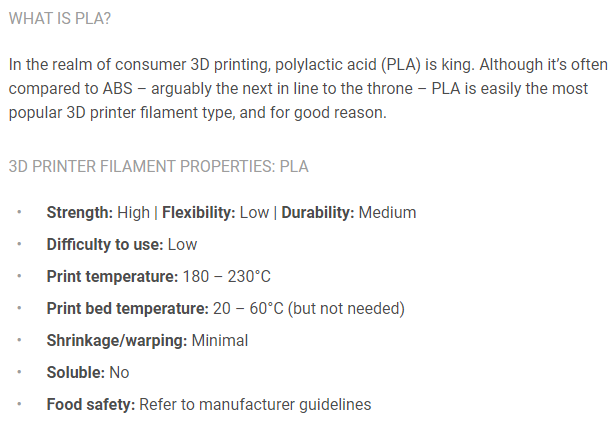 WHAT IS PLA?
In the realm of consumer 3D printing, polylactic acid (PLA) is king. Although it’s often
compared to ABS – arguably the next in line to the throne – PLA is easily the most
popular 3D printer filament type, and for good reason.
3D PRINTER FILAMENT PROPERTIES: PLA
• Strength: High | Flexibility: Low | Durability: Medium
• Difficulty to use: Low
• Print temperature: 180 – 230°C
• Print bed temperature: 20 – 60°C (but not needed)
• Shrinkage/warping: Minimal
• Soluble: No
• Food safety: Refer to manufacturer guidelines